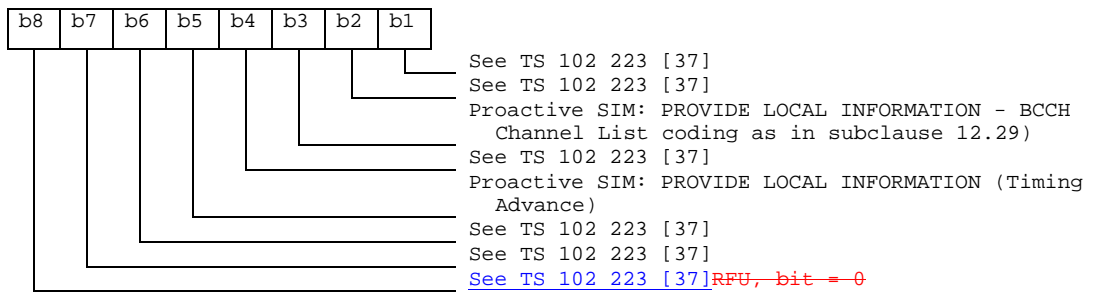 b8 b7 b6 b5 b4 b3 b2 b1
See TS 102 223 [37]
See TS 102 223 [37]
Proactive SIM: PROVIDE LOCAL INFORMATION - BCCH
Channel List coding as in subclause 12.29)
See TS 102 223 [37]
Proactive SIM: PROVIDE LOCAL INFORMATION (Timing
Advance)
See TS 102 223 [37]
See TS 102 223 [37]
See TS 102 223 [37]RFU, bit = 0